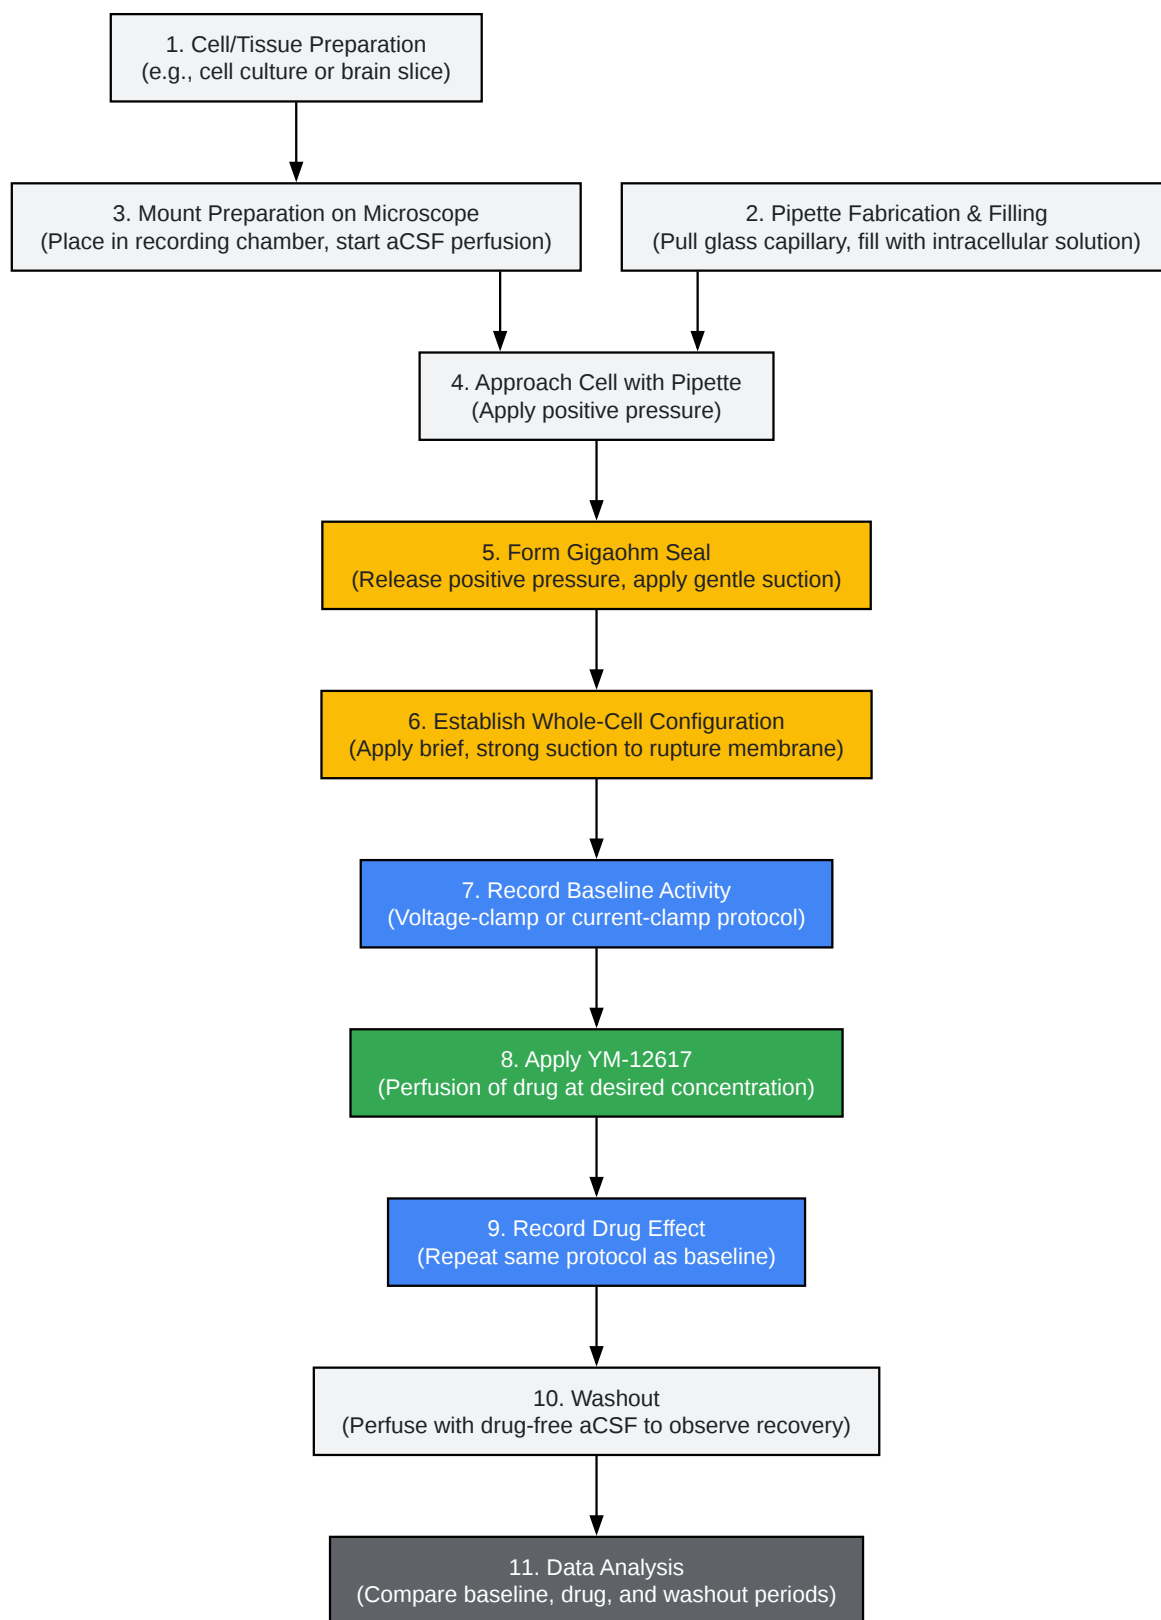 1. Cell/Tissue Preparation
(e.g., cell culture or brain slice)
3. Mount Preparation on Microscope
(Place in recording chamber, start aCSF perfusion)
2. Pipette Fabrication & Filling
(Pull glass capillary, fill with intracellular solution)
4. Approach Cell with Pipette
(Apply positive pressure)
5. Form Gigaohm Seal
(Release positive pressure, apply gentle suction)
6. Establish Whole-Cell Configuration
(Apply brief, strong suction to rupture membrane)
7. Record Baseline Activity
(Voltage-clamp or current-clamp protocol)
8. Apply YM-12617
(Perfusion of drug at desired concentration)
9. Record Drug Effect
(Repeat same protocol as baseline)
10. Washout
(Perfuse with drug-free aCSF to observe recovery)
11. Data Analysis
(Compare baseline, drug, and washout periods)